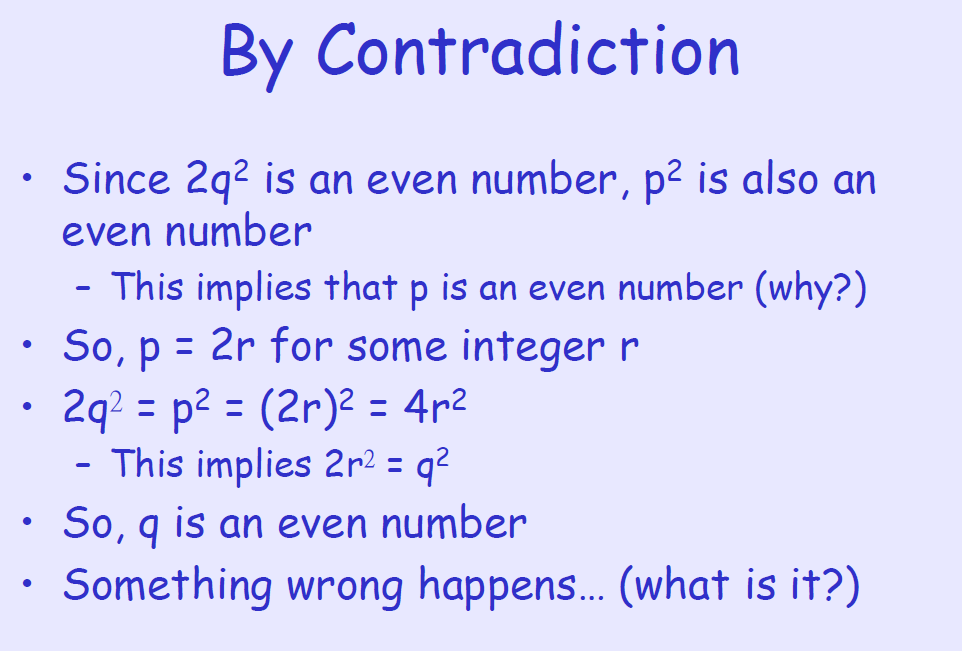 By Contradiction
• Since 2q² is an even number, p² is also an
even number
– This implies that p is an even number (why?)
• So, p = 2r for some integer r
• 2q² = p² = (2r)² = 4r²
– This implies 2r² = q²
• So, q is an even number
• Something wrong happens... (what is it?)